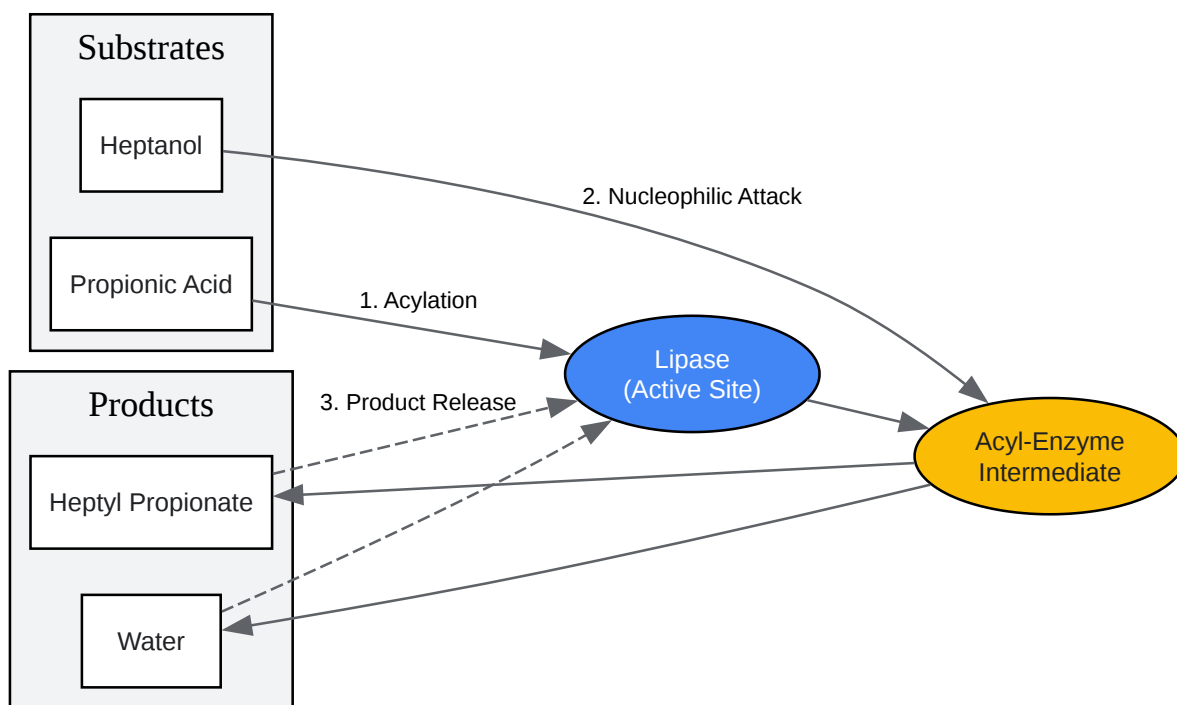 Substrates
Heptanol
2. Nucleophilic Attack
Propionic Acid
1. Acylation
Lipase
(Active Site)
Products
3. Product Release
Acyl-Enzyme
Intermediate
Heptyl Propionate
Water